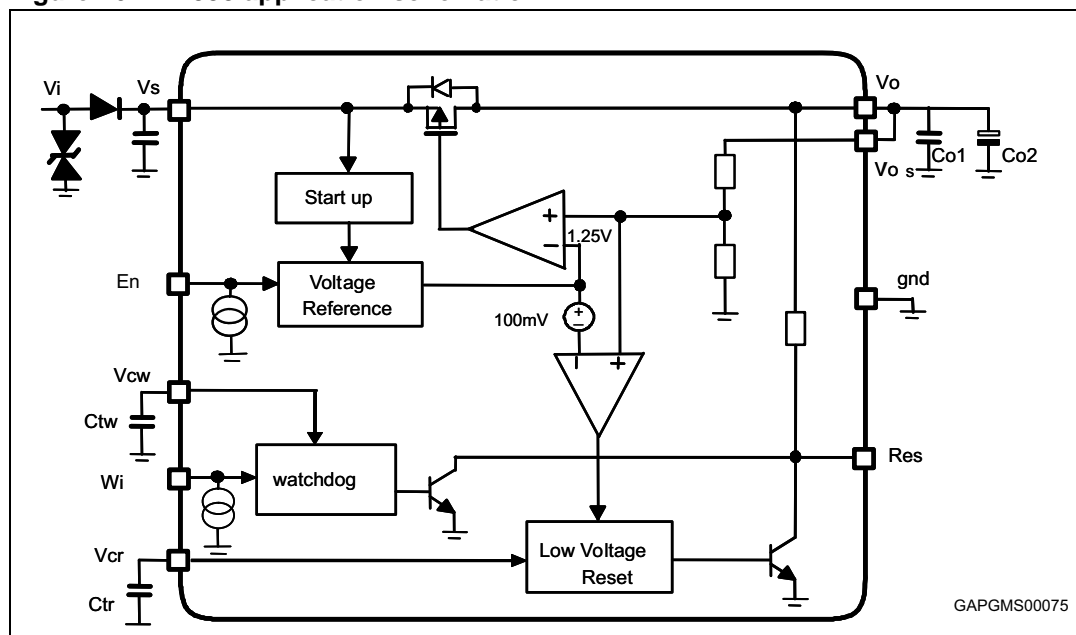 Vi
Vs
Vo
Co1
Co2
Vo s
Start up
+
1.25V
−
En
Voltage
Reference
gnd
100mV
+
−
− +
Vcw
Ctw
Wi
watchdog
Res
Vcr
Ctr
Low Voltage
Reset
GAPGMS00075